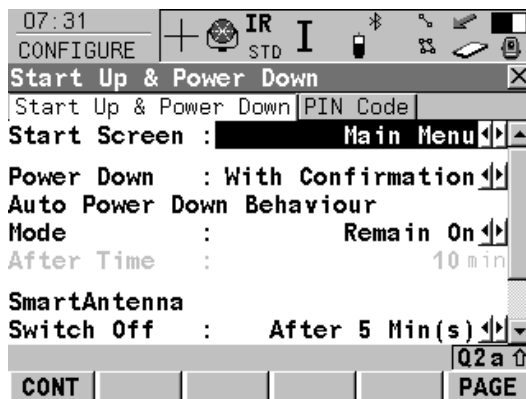 07:31
CONFIGURE
IR
STD I
Start Up & Power Down X
Start Up & Power Down PIN Code
Start Screen : Main Menu
Power Down : With Confirmation
Auto Power Down Behaviour
Mode : Remain On
After Time : 10 min
SmartAntenna
Switch Off : After 5 Min(s)
Q2a⇧
CONT PAGE